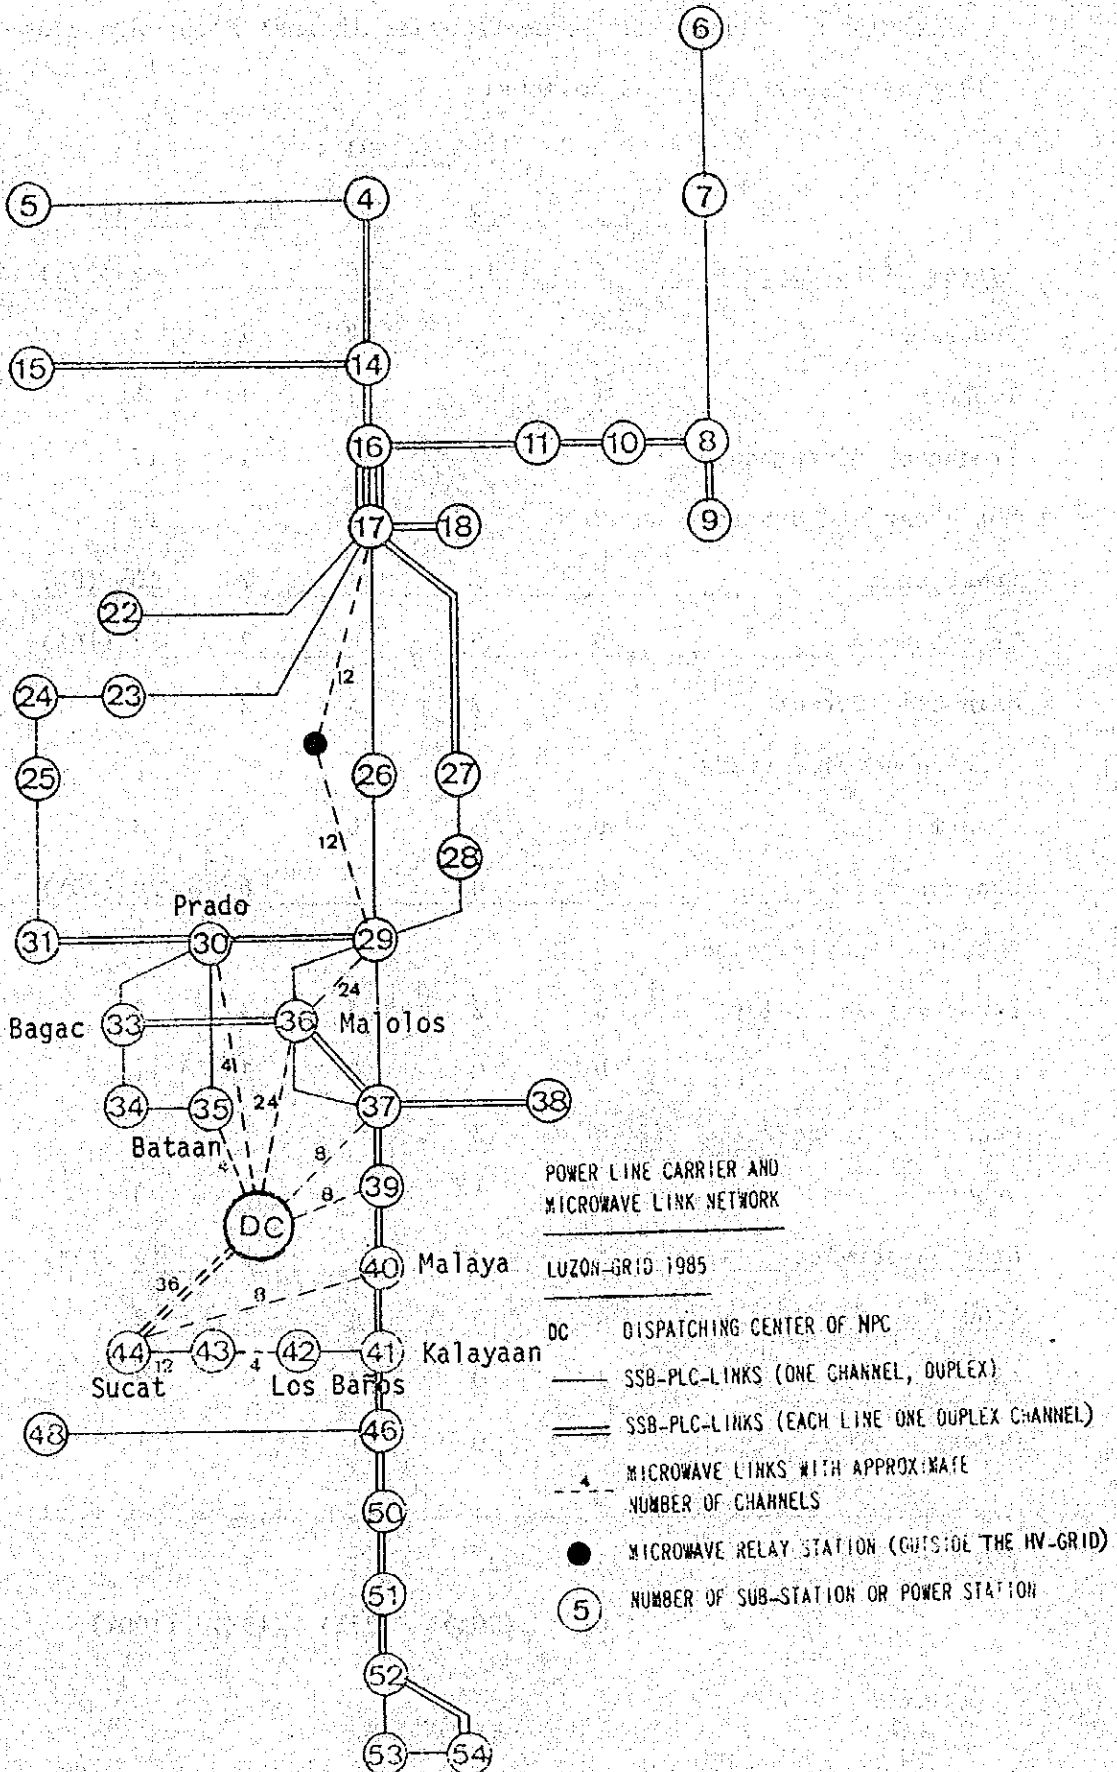 6
7
5
4
15
14
16
11
10
8
17
18
9
22
12
24
23
25
26
27
12
28
Prado
31
30
29
24
Bagac
33
36
Malolos
4
24
34
35
37
38
Bataan
4
8
8
39
DC
36
40
Malaya
8
44
12
43
4
42
41
Kalayaan
Sucat
Los Baños
48
46
50
51
52
53
54
POWER LINE CARRIER AND
MICROWAVE LINK NETWORK
LUZON-GRID 1985
DC DISPATCHING CENTER OF NPC
SSB-PLC-LINKS (ONE CHANNEL, DUPLEX)
SSB-PLC-LINKS (EACH LINE ONE DUPLEX CHANNEL)
4 MICROWAVE LINKS WITH APPROXIMATE
NUMBER OF CHANNELS
MICROWAVE RELAY STATION (OUTSIDE THE HV-GRID)
5 NUMBER OF SUB-STATION OR POWER STATION